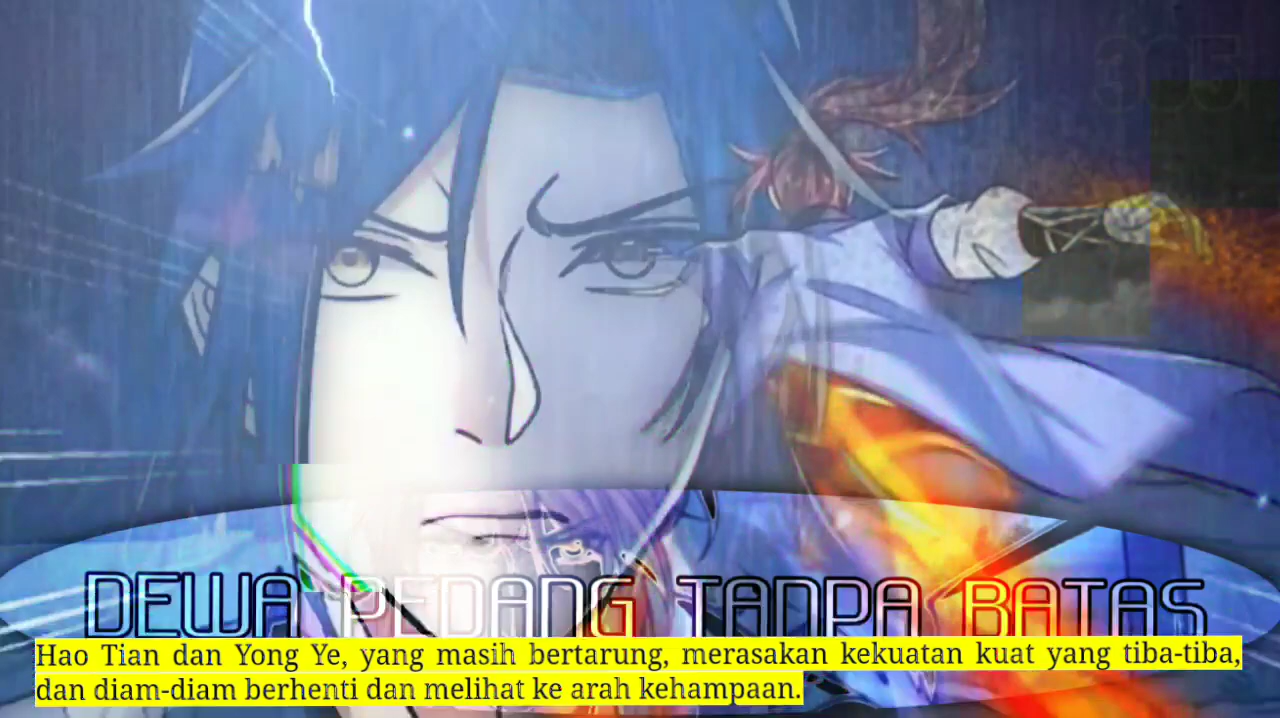 365
DEWA PEDANG TANPA BATAS
Hao Tian dan Yong Ye, yang masih bertarung, merasakan kekuatan kuat yang tiba-tiba,
dan diam-diam berhenti dan melihat ke arah kehampaan.